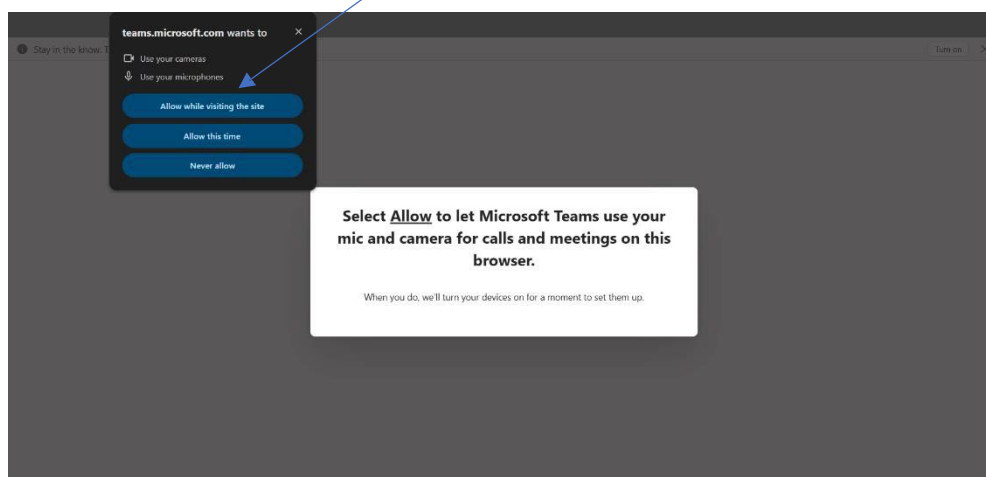 teams.microsoft.com wants to
Use your cameras
Use your microphones
Allow while visiting the site
Allow this time
Never allow
Stay in the know. T
Turn on
Select Allow to let Microsoft Teams use your
mic and camera for calls and meetings on this
browser.
When you do, we'll turn your devices on for a moment to set them up.